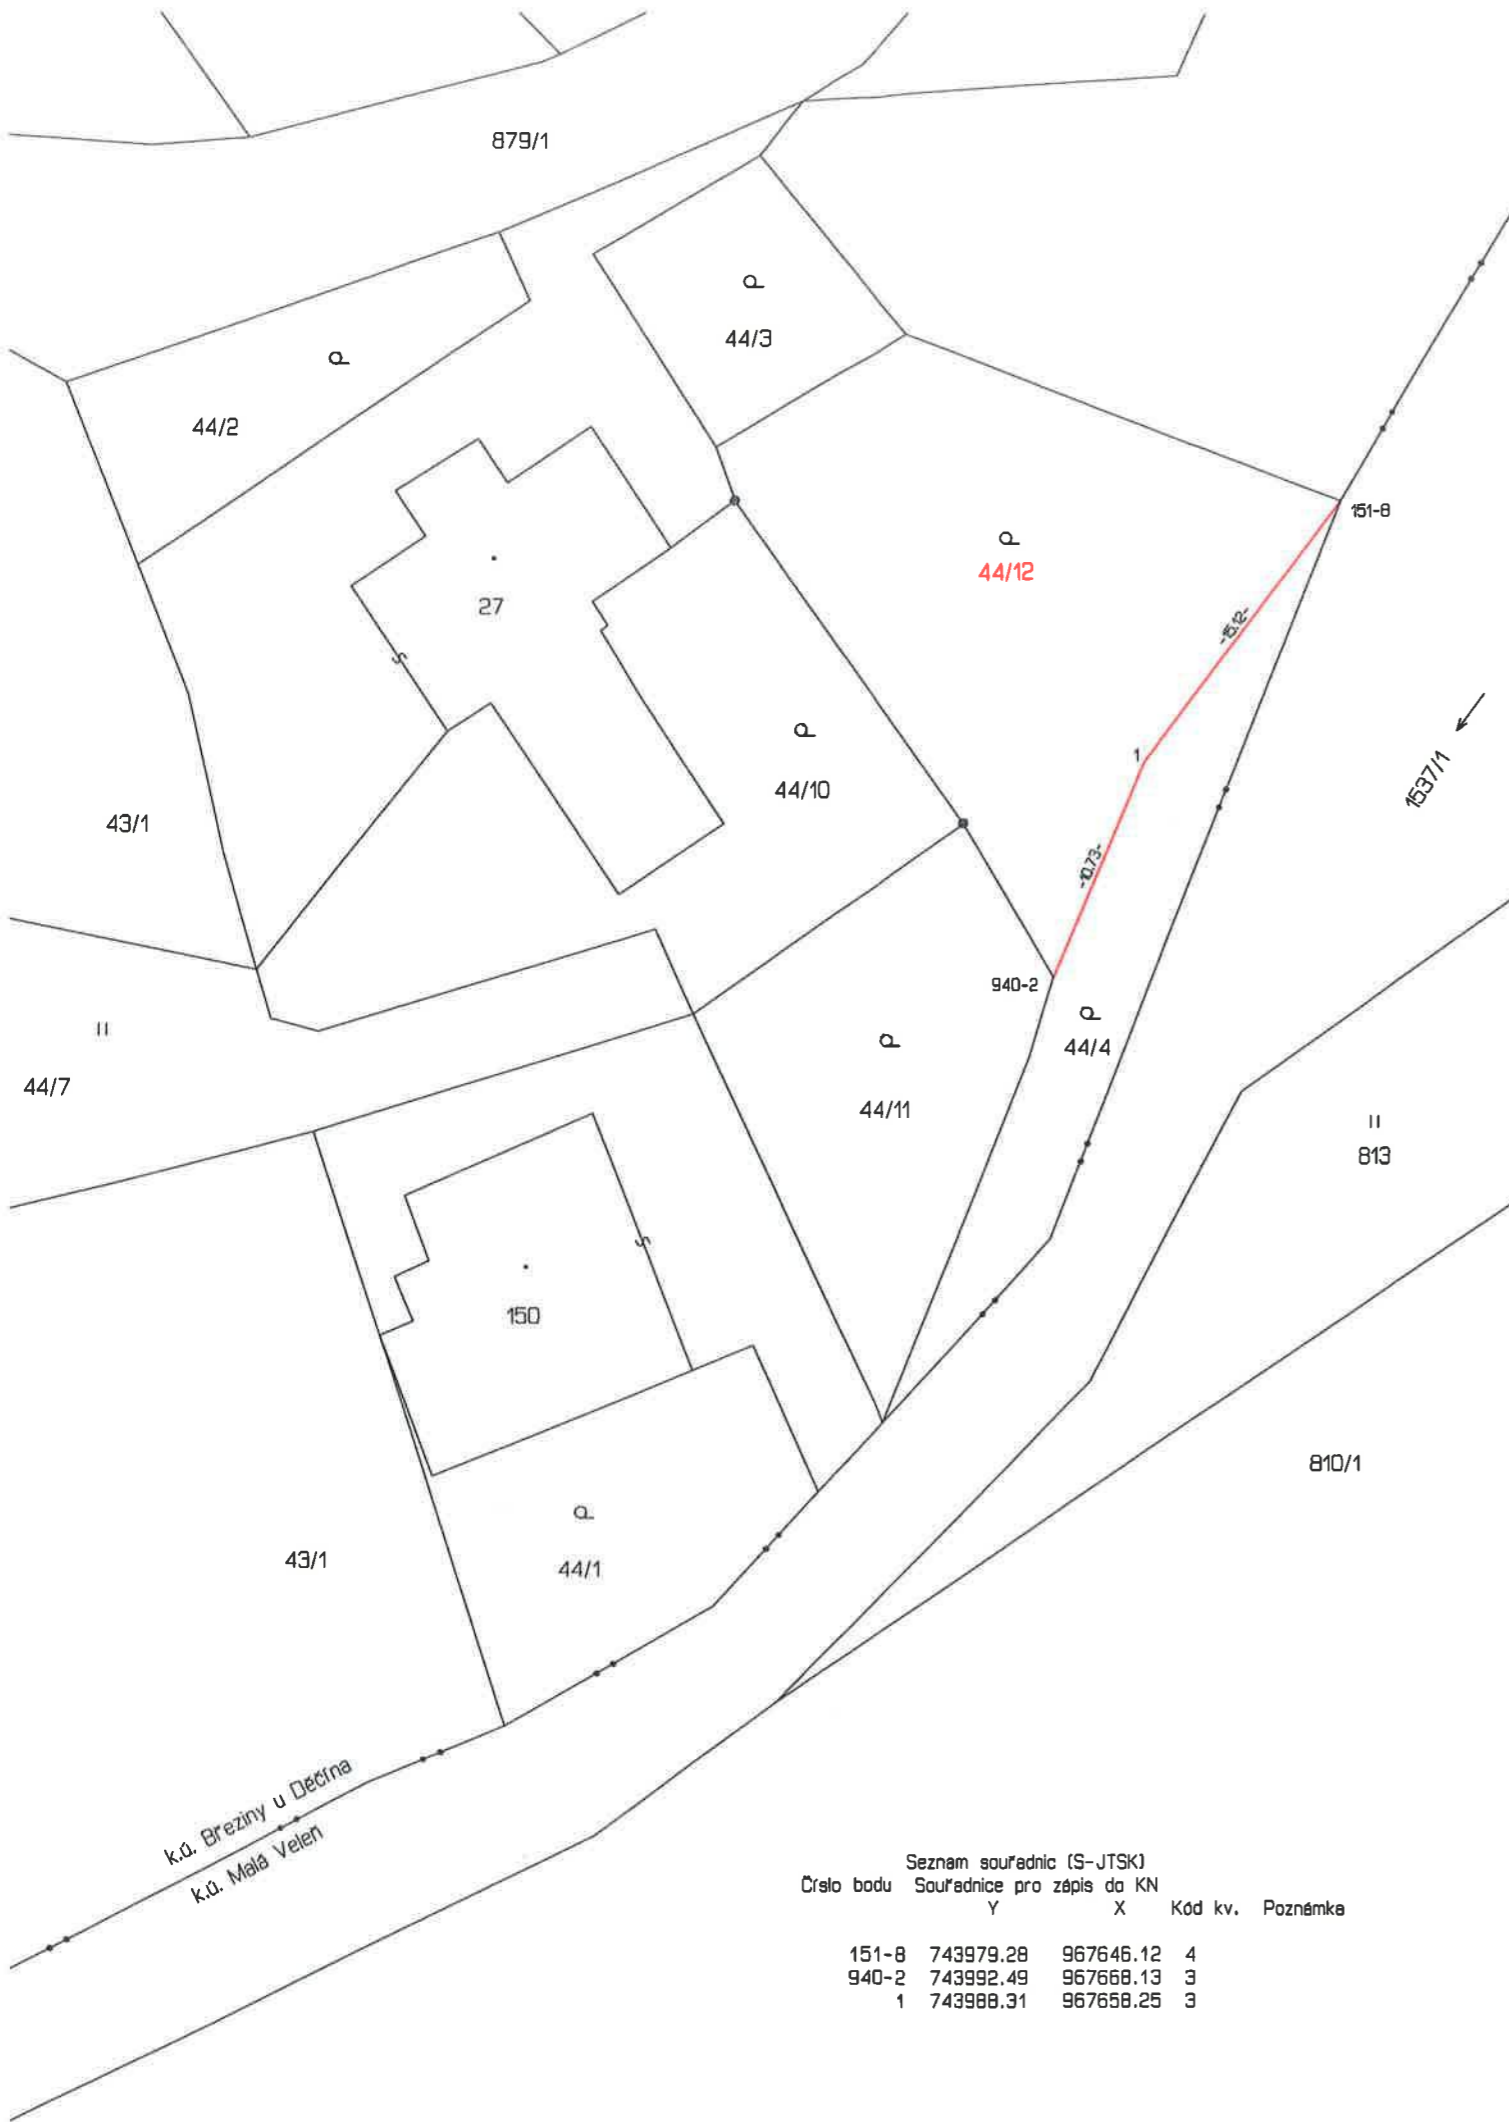 879/1
44/3
44/2
151-8
44/12
27
-15.12-
1
1537/1
44/10
43/1
-10.73-
940-2
44/4
44/7
44/11
813
150
810/1
43/1
44/1
k.ú. Březiny u Děčína
k.ú. Malá Veleň
Seznam souřadnic (S-JTSK)
Číslo bodu Souřadnice pro zápis do KN
Y X Kód kv. Poznámka
151-8 743979.28 967646.12 4
940-2 743992.49 967668.13 3
1 743988.31 967658.25 3